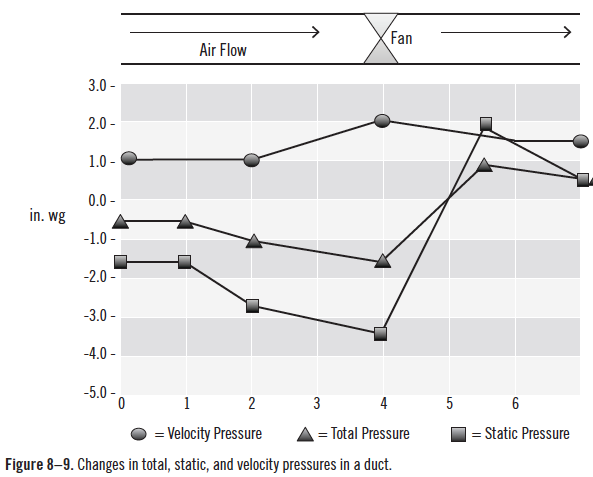 Fan
Air Flow
3.0
2.0
1.0
0.0
in. wg
-1.0
-2.0
-3.0
-4.0
-5.0
0 1 2 3 4 5 6
= Velocity Pressure = Total Pressure = Static Pressure
Figure 8–9. Changes in total, static, and velocity pressures in a duct.